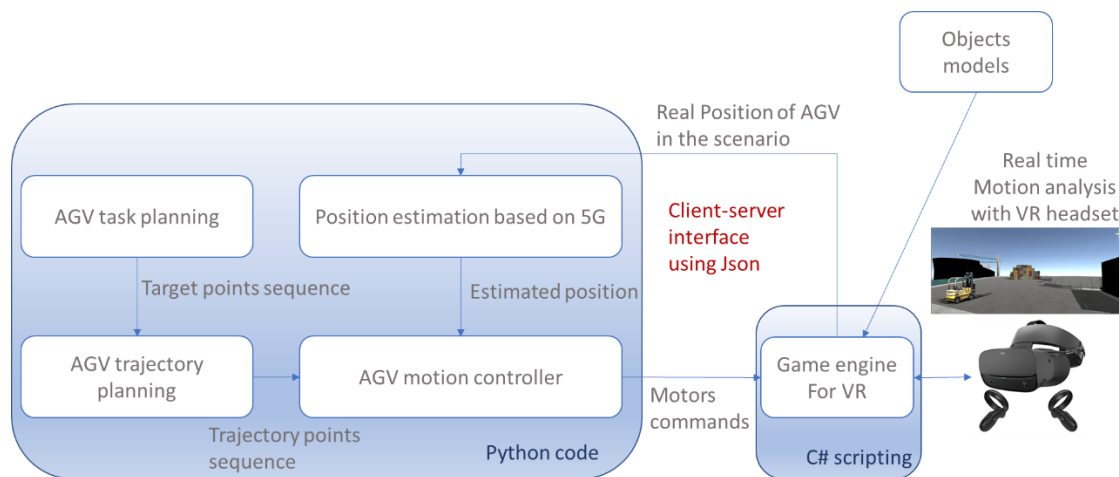 Objects
models
Real Position of AGV
in the scenario
Real time
Motion analysis
with VR headset
AGV task planning
Position estimation based on 5G
Client-server
interface
using Json
Target points sequence
Estimated position
AGV trajectory
planning
AGV motion controller
Game engine
For VR
Motors
commands
Trajectory points
sequence
Python code
C# scripting